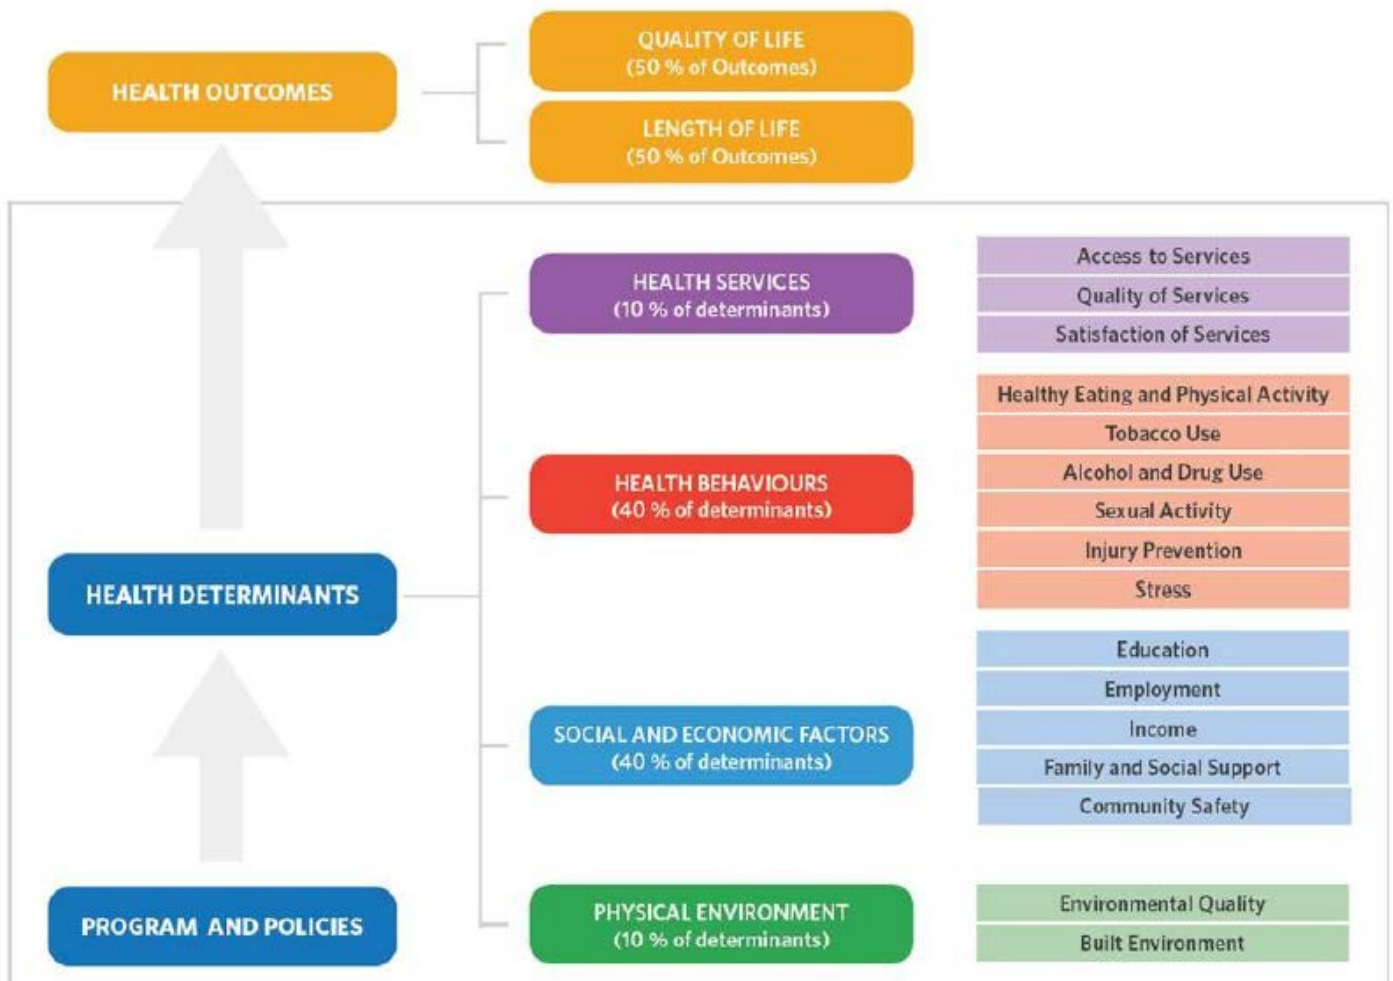 HEALTH OUTCOMES
QUALITY OF LIFE
(50 % of Outcomes)
LENGTH OF LIFE
(50 % of Outcomes)
HEALTH DETERMINANTS
HEALTH SERVICES
(10 % of determinants)
Access to Services
Quality of Services
Satisfaction of Services
HEALTH BEHAVIOURS
(40 % of determinants)
Healthy Eating and Physical Activity
Tobacco Use
Alcohol and Drug Use
Sexual Activity
Injury Prevention
Stress
SOCIAL AND ECONOMIC FACTORS
(40 % of determinants)
Education
Employment
Income
Family and Social Support
Community Safety
PHYSICAL ENVIRONMENT
(10 % of determinants)
Environmental Quality
Built Environment
PROGRAM AND POLICIES